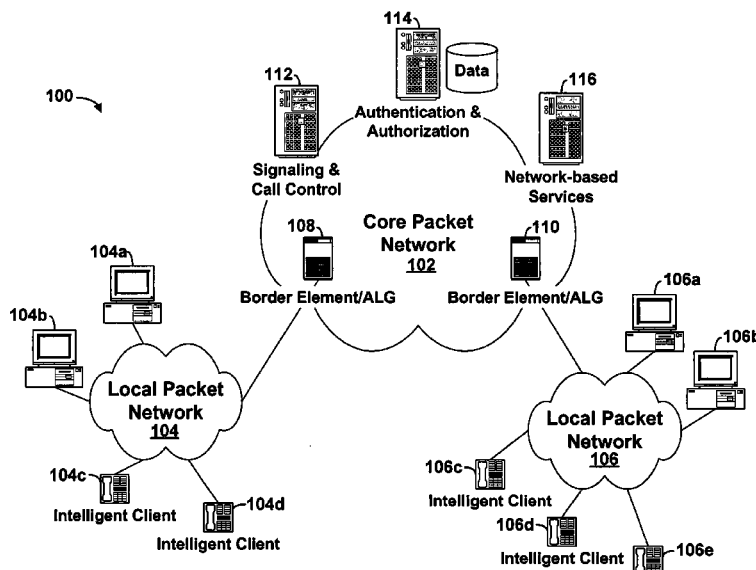 114
Data
112
116
100
Authentication &
Authorization
Signaling &
Call Control
Network-based
Services
108
Core Packet
Network
102
110
104a
Border Element/ALG
Border Element/ALG
106a
104b
106b
Local Packet
Network
104
Local Packet
Network
106
104c
106c
Intelligent Client
104d
Intelligent Client
106d
Intelligent Client
Intelligent Client
106e